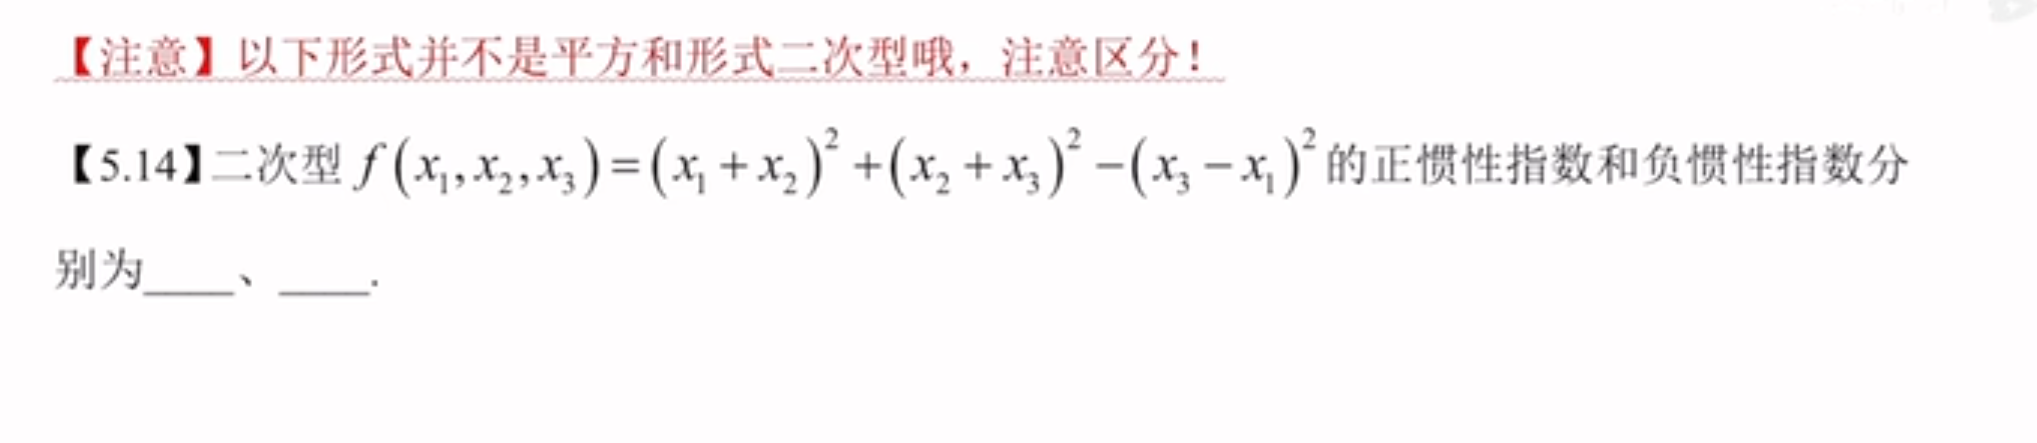 【注意】以下形式并不是平方和形式二次型哦，注意区分！
【5.14】二次型 f(x₁,x₂,x₃)=(x₁+x₂)²+(x₂+x₃)²−(x₃−x₁)²的正惯性指数和负惯性指数分
别为____、____.